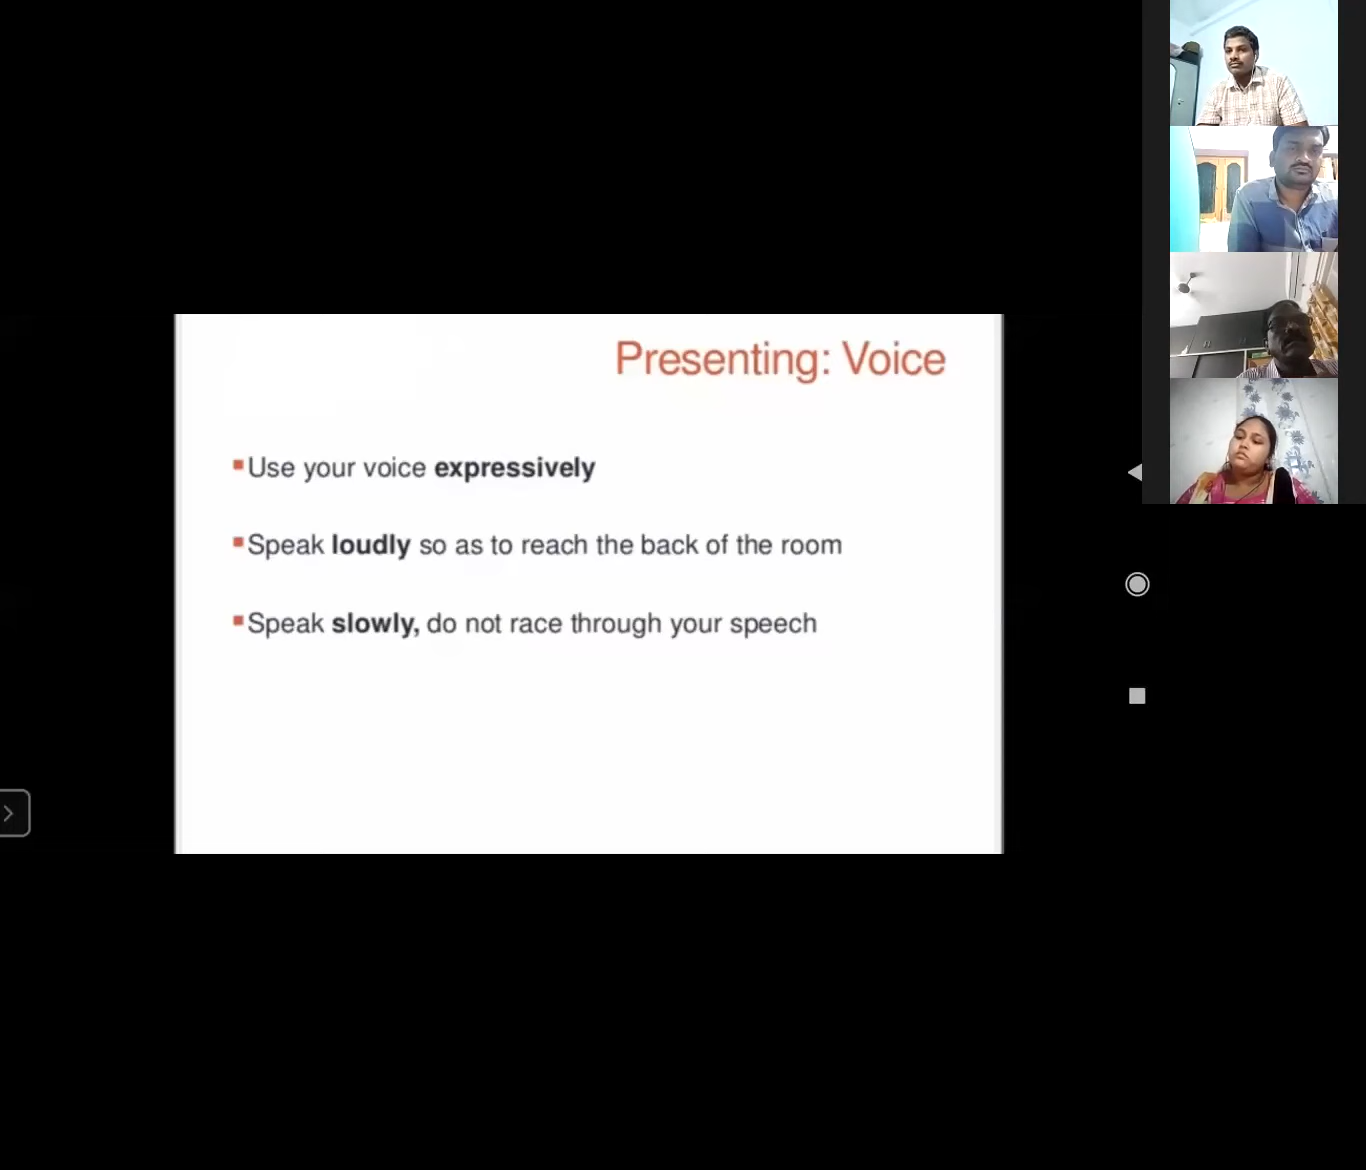 Presenting: Voice
Use your voice expressively
Speak loudly so as to reach the back of the room
Speak slowly, do not race through your speech